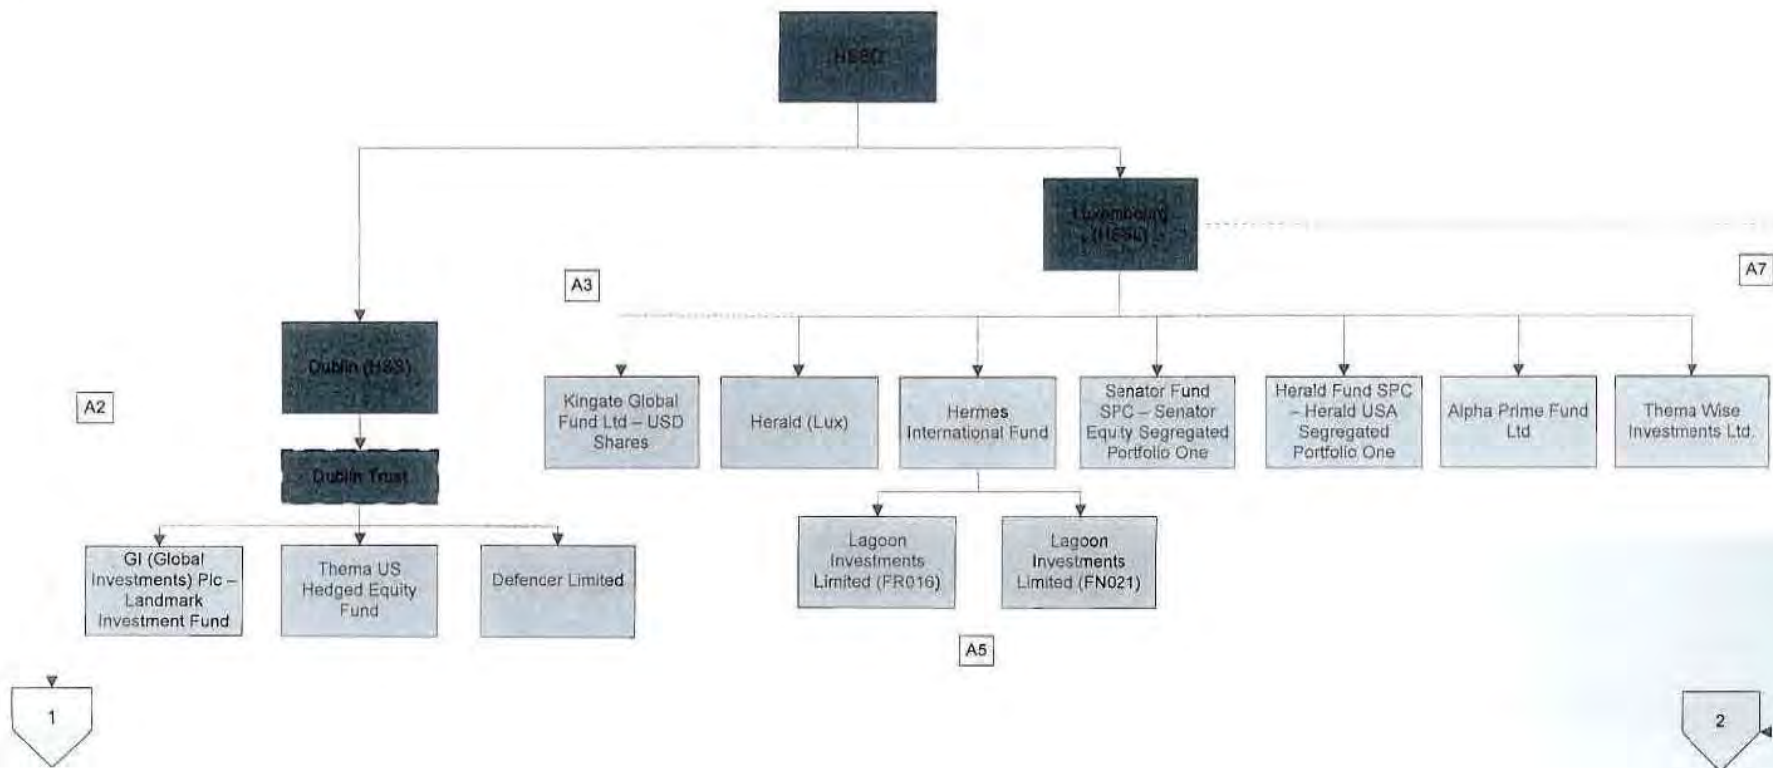 Luxembourg
(HSSL)
A7
A3
Dublin (HSS)
A2
Kingate Global
Fund Ltd – USD
Shares
Herald (Lux)
Hermes
International Fund
Senator Fund
SPC – Senator
Equity Segregated
Portfolio One
Herald Fund SPC
– Herald USA
Segregated
Portfolio One
Alpha Prime Fund
Ltd
Thema Wise
Investments Ltd.
Dublin Trust
GI (Global
Investments) Plc –
Landmark
Investment Fund
Thema US
Hedged Equity
Fund
Defencer Limited
Lagoon
Investments
Limited (FR016)
Lagoon
Investments
Limited (FN021)
A5
1
2